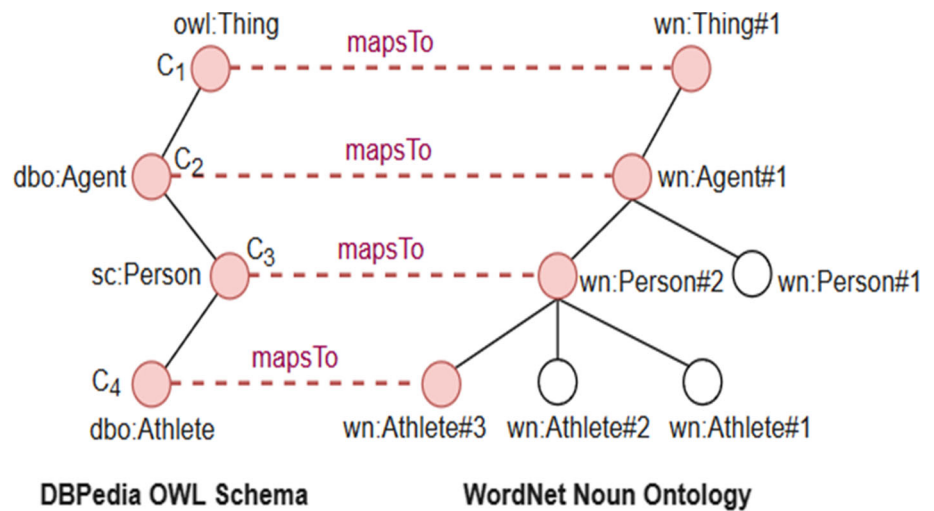 owl:Thing
mapsTo
wn:Thing#1
C1
dbo:Agent
C2
mapsTo
wn:Agent#1
sc:Person
C3
mapsTo
wn:Person#2
wn:Person#1
C4
mapsTo
dbo:Athlete
wn:Athlete#3
wn:Athlete#2
wn:Athlete#1
DBPedia OWL Schema
WordNet Noun Ontology